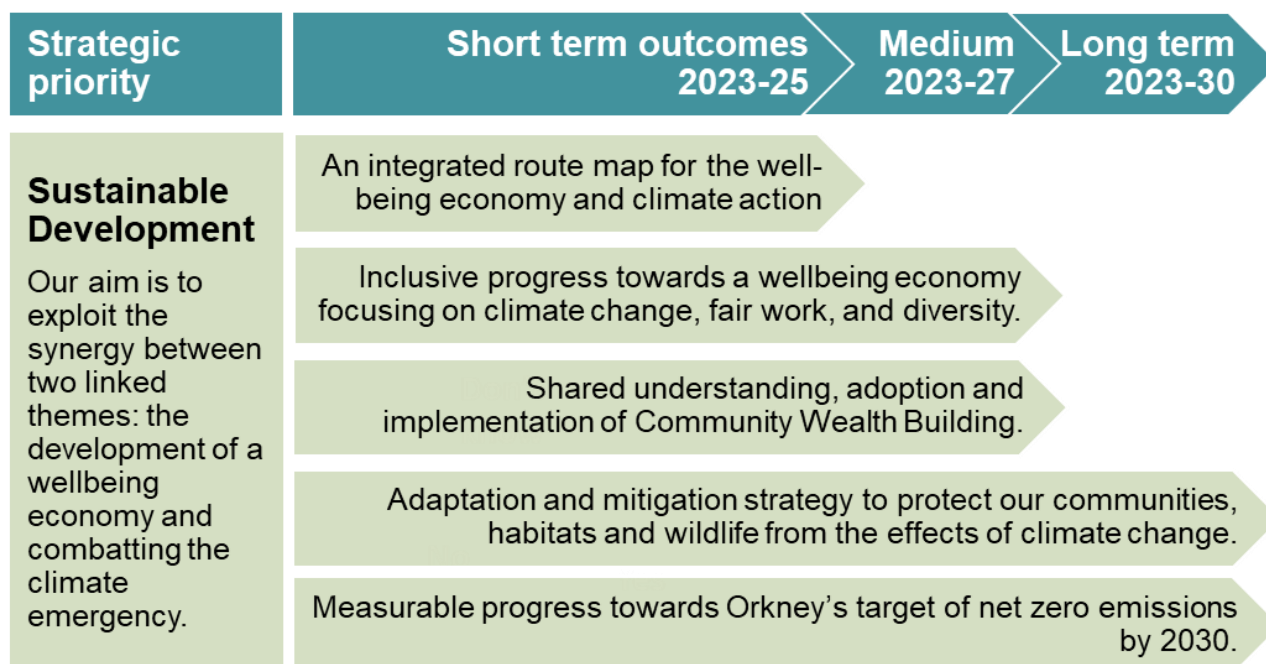 Strategic
priority
Short term outcomes
2023-25
Medium
2023-27
Long term
2023-30
Sustainable
Development
Our aim is to
exploit the
synergy between
two linked
themes: the
development of a
wellbeing
economy and
combatting the
climate
emergency.
An integrated route map for the well-
being economy and climate action
Inclusive progress towards a wellbeing economy
focusing on climate change, fair work, and diversity.
Shared understanding, adoption and
implementation of Community Wealth Building.
Adaptation and mitigation strategy to protect our communities,
habitats and wildlife from the effects of climate change.
Measurable progress towards Orkney’s target of net zero emissions
by 2030.